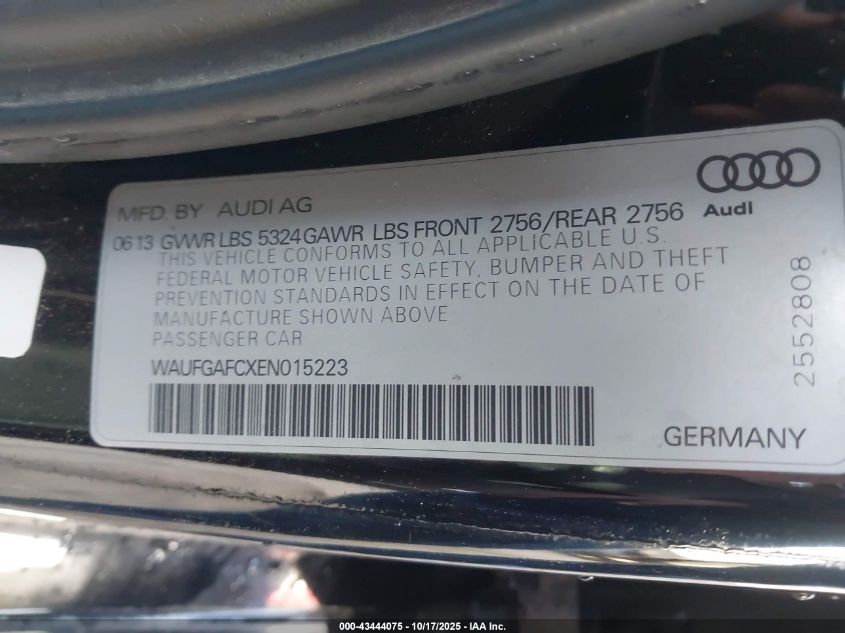 MFD. BY AUDI AG
Audi
06 13 GVWR LBS 5324 GAWR LBS FRONT 2756/REAR 2756
THIS VEHICLE CONFORMS TO ALL APPLICABLE U.S.
FEDERAL MOTOR VEHICLE SAFETY, BUMPER AND THEFT
PREVENTION STANDARDS IN EFFECT ON THE DATE OF
MANUFACTURE SHOWN ABOVE
PASSENGER CAR
WAUFGAFCXEN015223
2552808
GERMANY
000-43444075 - 10/17/2025 - IAA Inc.